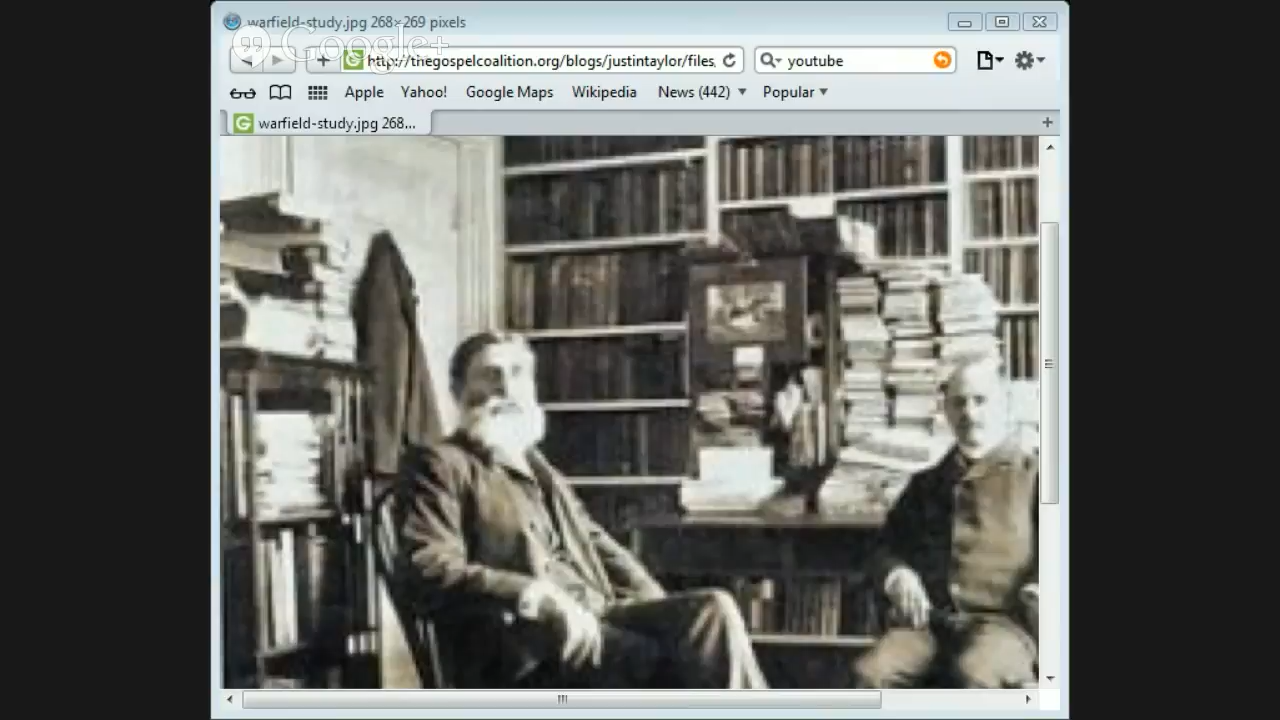 warfield-study.jpg 268×269 pixels
Google+
http://thegospelcoalition.org/blogs/justintaylor/files,
youtube
Apple Yahoo! Google Maps Wikipedia News (442) Popular
warfield-study.jpg 268...